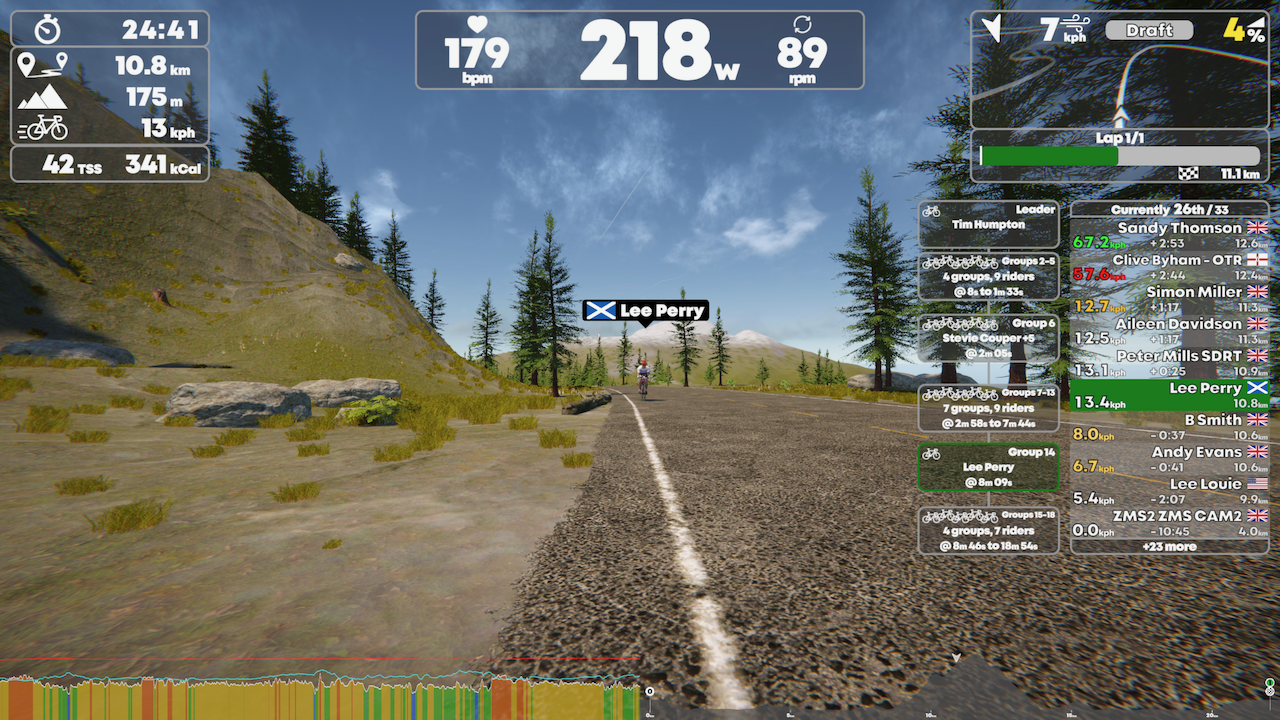 24:41
10.8 km
175 m
13 kph
42 TSS 341 kCal
179 bpm
218 w
89 rpm
7 kph
Draft
4 %
Lap 1/1
11.1 km
Leader
Tim Humpton
Groups 2-5
4 groups, 9 riders
@ 8s to 1m 33s
Group 6
Stevie Couper +5
@ 2m 05s
Groups 7-13
7 groups, 9 riders
@ 2m 58s to 7m 44s
Group 14
Lee Perry
@ 8m 09s
Groups 15-18
4 groups, 7 riders
@ 8m 46s to 18m 54s
Currently 26th / 33
Sandy Thomson
67.2kph +2:53 12.6km
Clive Byham - OTR
57.6kph +2:44 12.4km
Simon Miller
12.7kph +1:17 11.3km
Aileen Davidson
12.5kph +1:17 11.3km
Peter Mills SDRT
13.1kph +0:25 10.9km
Lee Perry
13.4kph 10.8km
B Smith
8.0kph -0:37 10.6km
Andy Evans
6.7kph -0:41 10.6km
Lee Louie
5.4kph -2:07 9.9km
ZMS2 ZMS CAM2
0.0kph -10:45 4.0km
+23 more
Lee Perry
0km 5km 10km 15km 20km